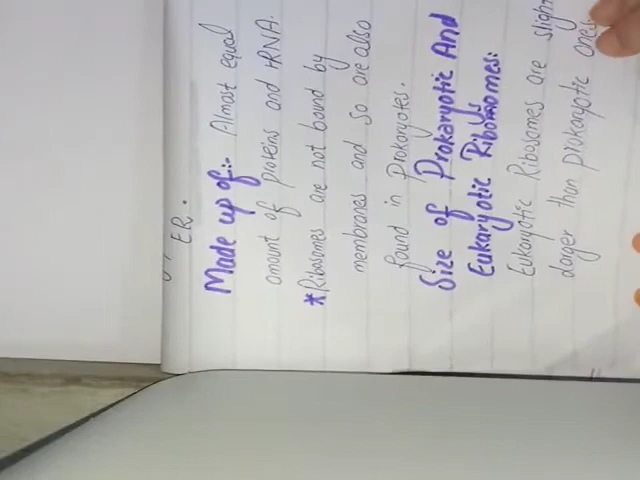 ER.
Made up of:- Almost equal
amount of proteins and rRNA.
*Ribosomes are not bound by
membranes and so are also
found in prokaryotes.
Size of Prokaryotic And
Eukaryotic Ribosomes:
Eukaryotic Ribosomes are
larger than prokaryotic ones